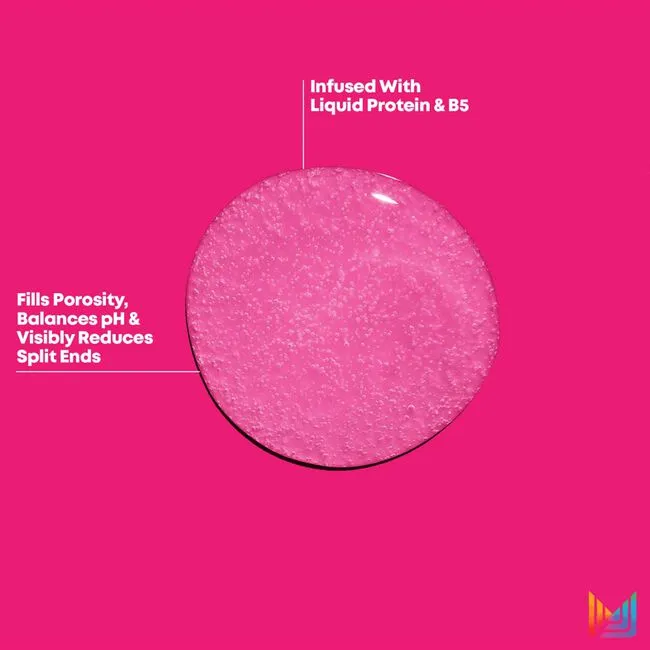 Infused With
Liquid Protein & B5
Fills Porosity,
Balances pH &
Visibly Reduces
Split Ends